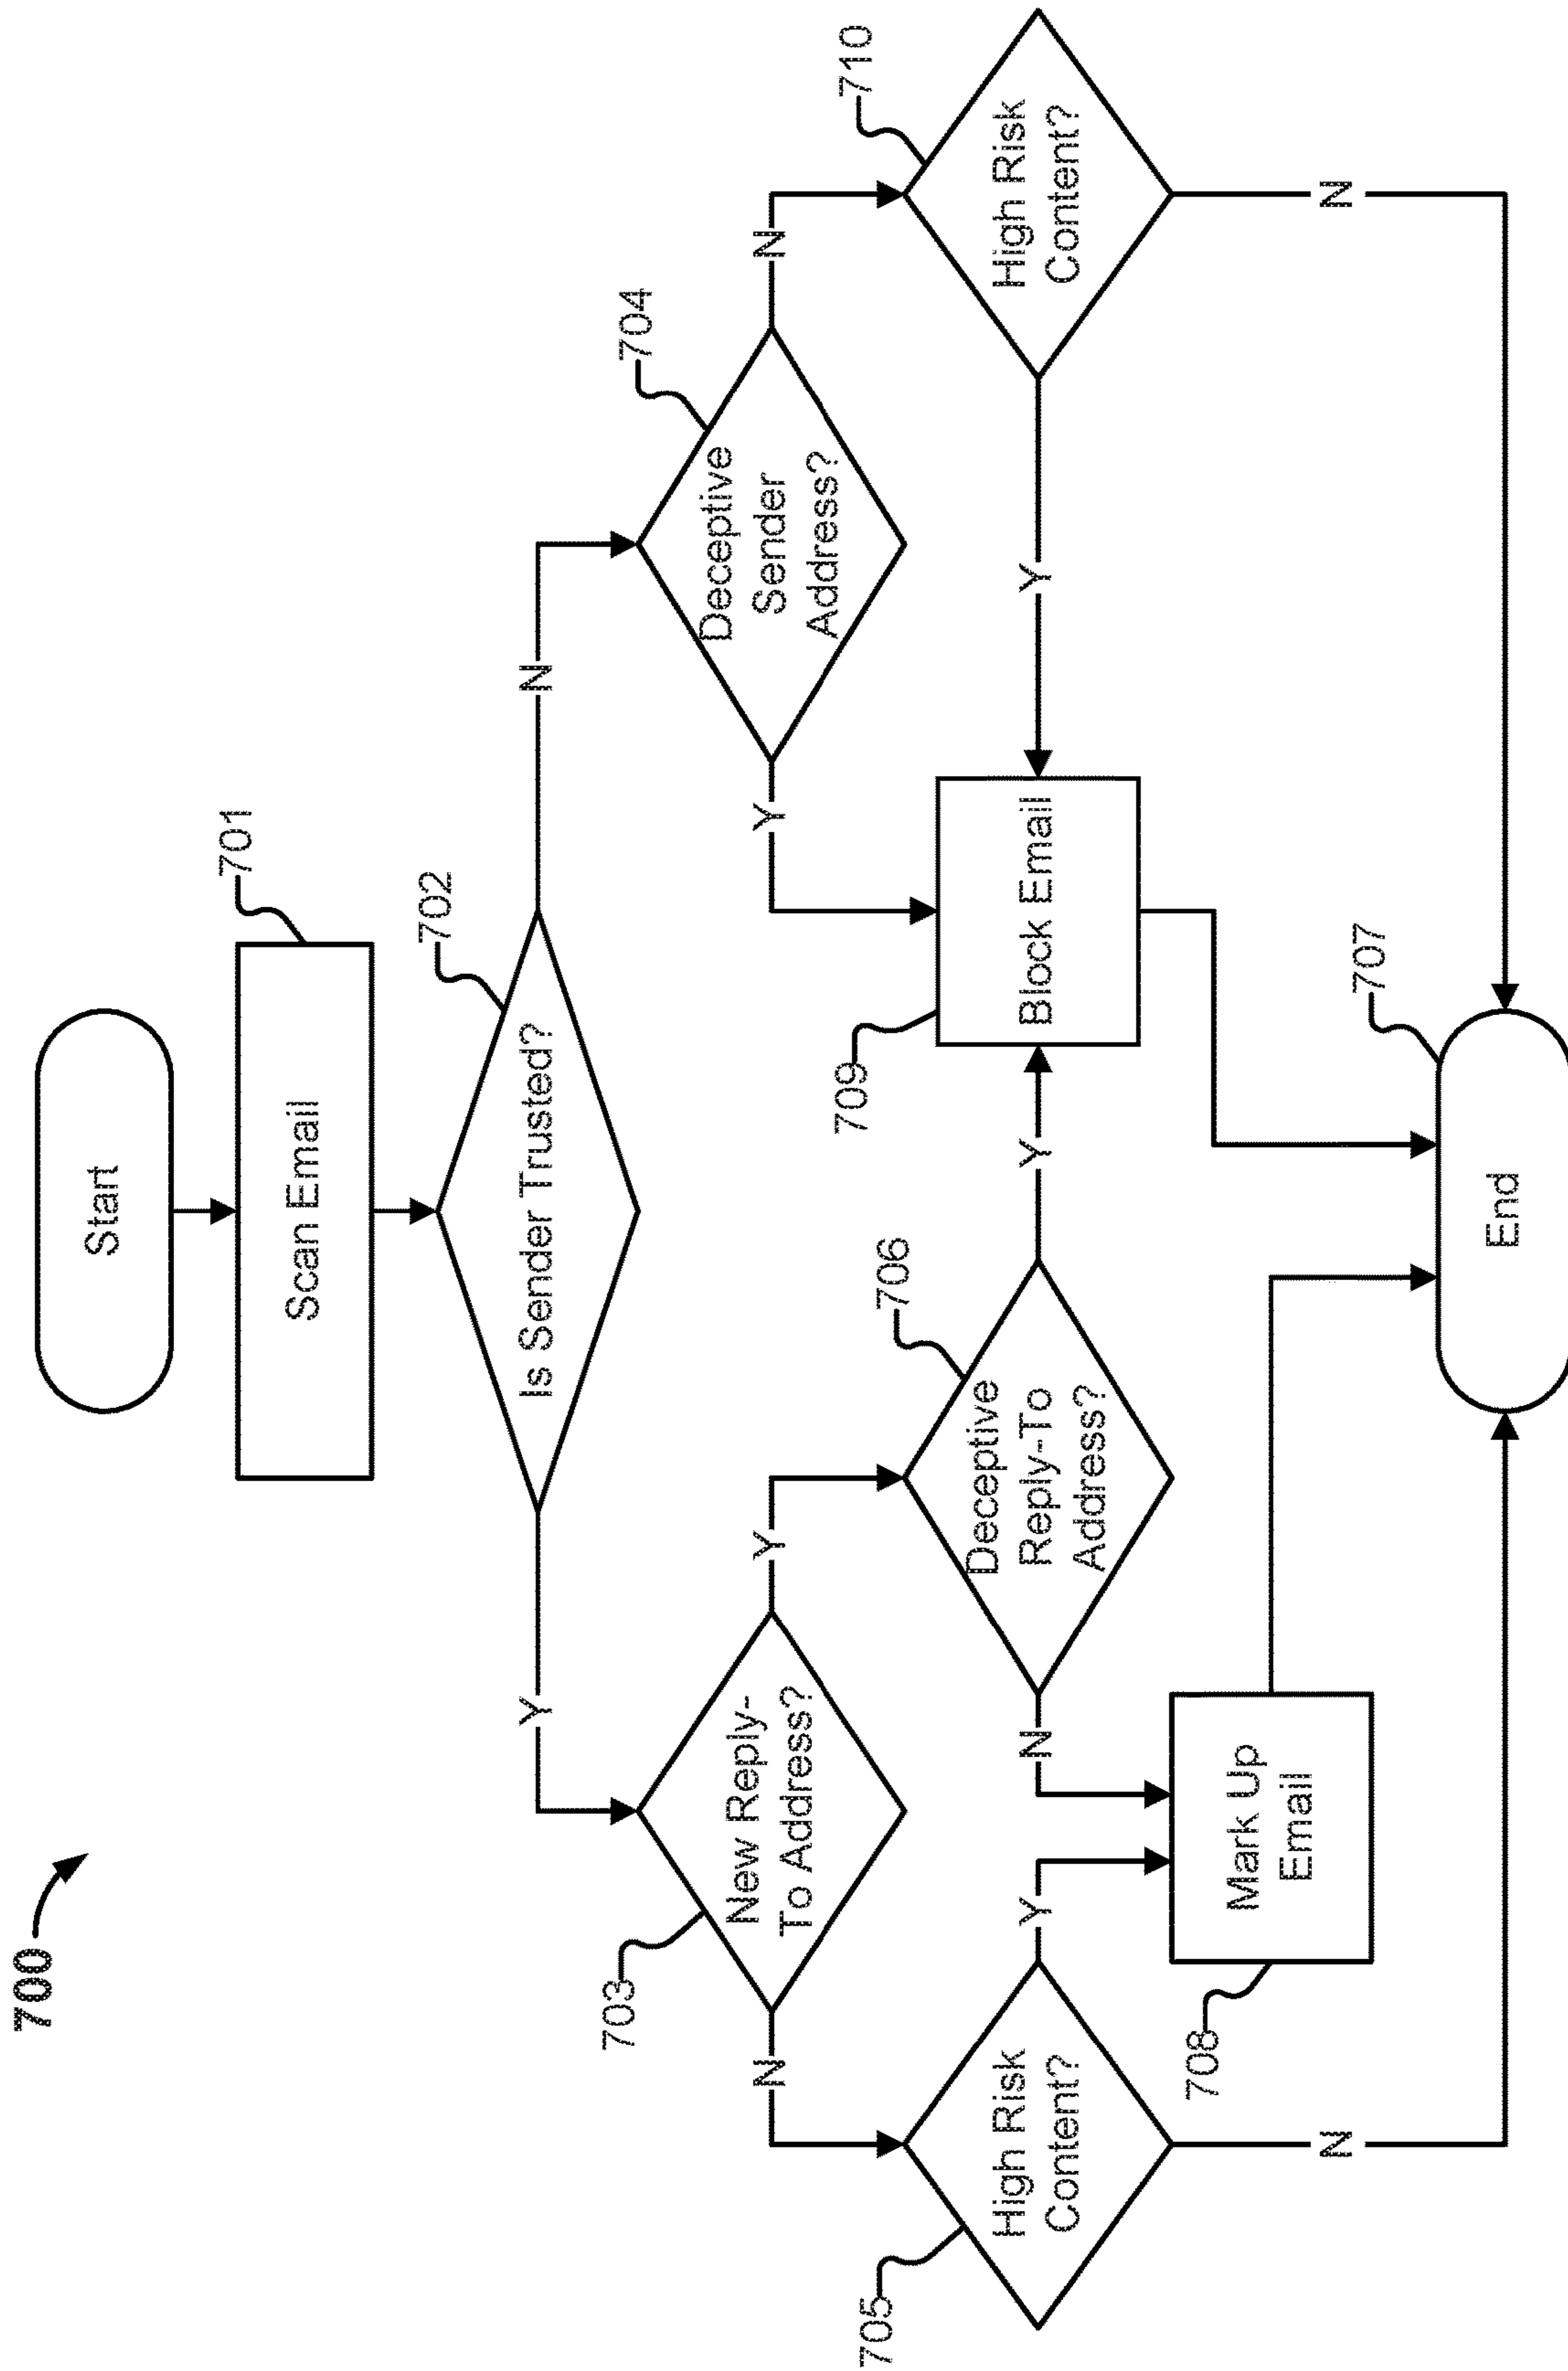 700
Start
701
Scan Email
702
Is Sender Trusted?
Y
N
703
New Reply-
To Address?
704
Deceptive
Sender
Address?
N
Y
Y
N
705
High Risk
Content?
706
Deceptive
Reply-To
Address?
709
Block Email
710
High Risk
Content?
Y
N
Y
Y
708
Mark Up
Email
N
N
707
End